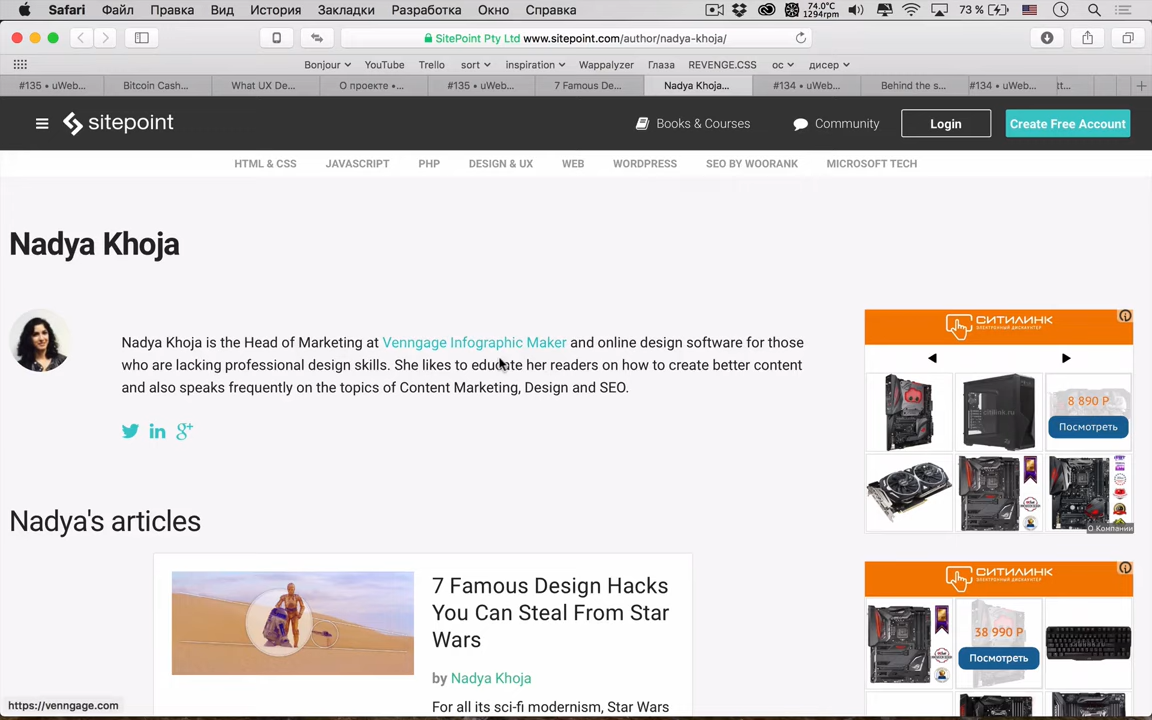 Safari Файл Правка Вид История Закладки Разработка Окно Справка 74.0°C 1294rpm 73 %
SitePoint Pty Ltd www.sitepoint.com/author/nadya-khoja/
Bonjour YouTube Trello sort inspiration Wappalyzer Глаза REVENGE.CSS ос дисер
#135 • uWeb... Bitcoin Cash... What UX De... О проекте •... #135 • uWeb... 7 Famous De... Nadya Khoja... #134 • uWeb... Behind the s... #134 • uWeb... tt...
sitepoint Books & Courses Community Login Create Free Account
HTML & CSS JAVASCRIPT PHP DESIGN & UX WEB WORDPRESS SEO BY WOORANK MICROSOFT TECH
Nadya Khoja
Nadya Khoja is the Head of Marketing at Venngage Infographic Maker and online design software for those
who are lacking professional design skills. She likes to educate her readers on how to create better content
and also speaks frequently on the topics of Content Marketing, Design and SEO.
СИТИЛИНК
ЭЛЕКТРОННЫЙ ДИСКАУНТЕР
citilink.ru
8 890 Р
Посмотреть
О Компании
Nadya's articles
7 Famous Design Hacks
You Can Steal From Star
Wars
by Nadya Khoja
For all its sci-fi modernism, Star Wars
СИТИЛИНК
ЭЛЕКТРОННЫЙ ДИСКАУНТЕР
38 990 Р
Посмотреть
https://venngage.com